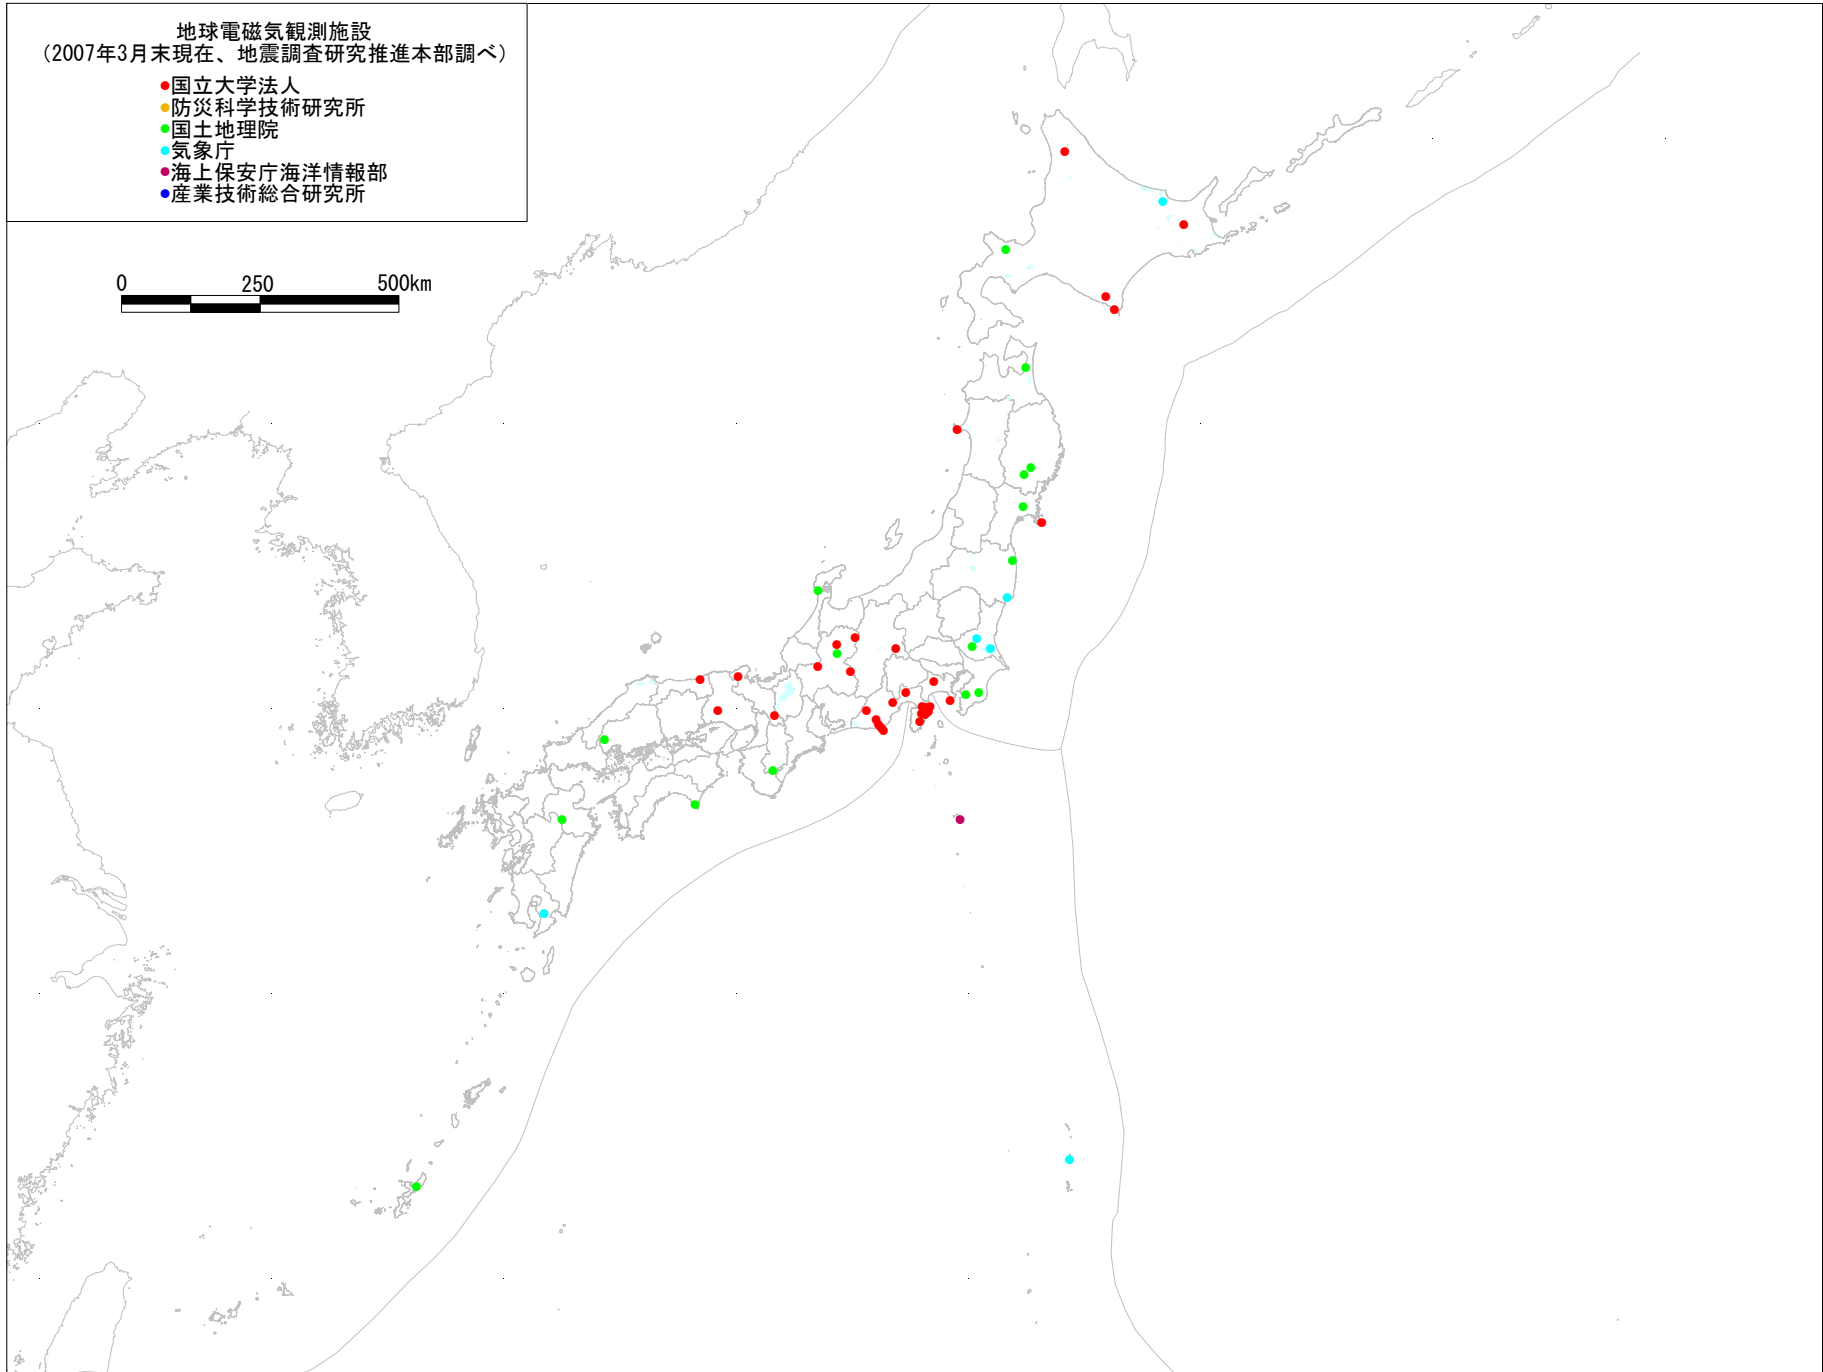 地球電磁気観測施設
（2007年3月末現在、地震調査研究推進本部調べ）
国立大学法人
防災科学技術研究所
国土地理院
気象庁
海上保安庁海洋情報部
産業技術総合研究所
0 250 500km